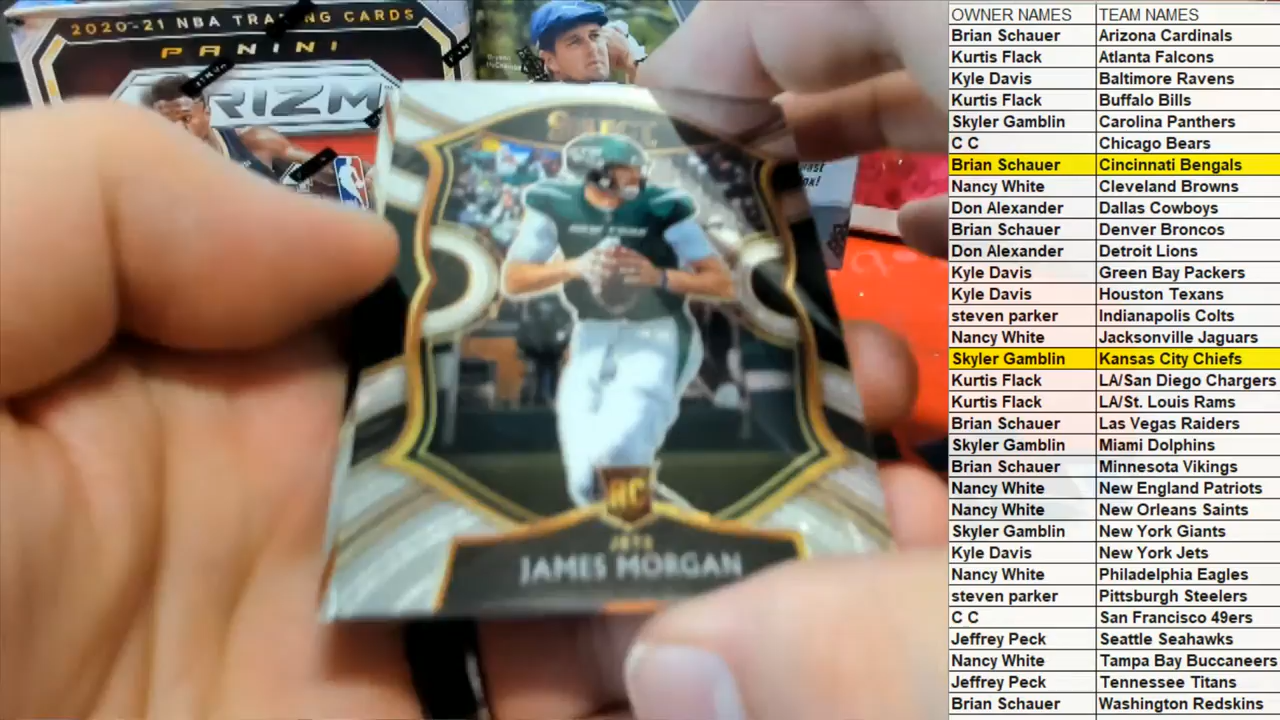 2020-21 NBA TRADING CARDS
PANINI
PRIZM
SELECT
NEW YORK
RC
JETS
JAMES MORGAN
OWNER NAMES TEAM NAMES
Brian Schauer Arizona Cardinals
Kurtis Flack Atlanta Falcons
Kyle Davis Baltimore Ravens
Kurtis Flack Buffalo Bills
Skyler Gamblin Carolina Panthers
C C Chicago Bears
Brian Schauer Cincinnati Bengals
Nancy White Cleveland Browns
Don Alexander Dallas Cowboys
Brian Schauer Denver Broncos
Don Alexander Detroit Lions
Kyle Davis Green Bay Packers
Kyle Davis Houston Texans
steven parker Indianapolis Colts
Nancy White Jacksonville Jaguars
Skyler Gamblin Kansas City Chiefs
Kurtis Flack LA/San Diego Chargers
Kurtis Flack LA/St. Louis Rams
Brian Schauer Las Vegas Raiders
Skyler Gamblin Miami Dolphins
Brian Schauer Minnesota Vikings
Nancy White New England Patriots
Nancy White New Orleans Saints
Skyler Gamblin New York Giants
Kyle Davis New York Jets
Nancy White Philadelphia Eagles
steven parker Pittsburgh Steelers
C C San Francisco 49ers
Jeffrey Peck Seattle Seahawks
Nancy White Tampa Bay Buccaneers
Jeffrey Peck Tennessee Titans
Brian Schauer Washington Redskins